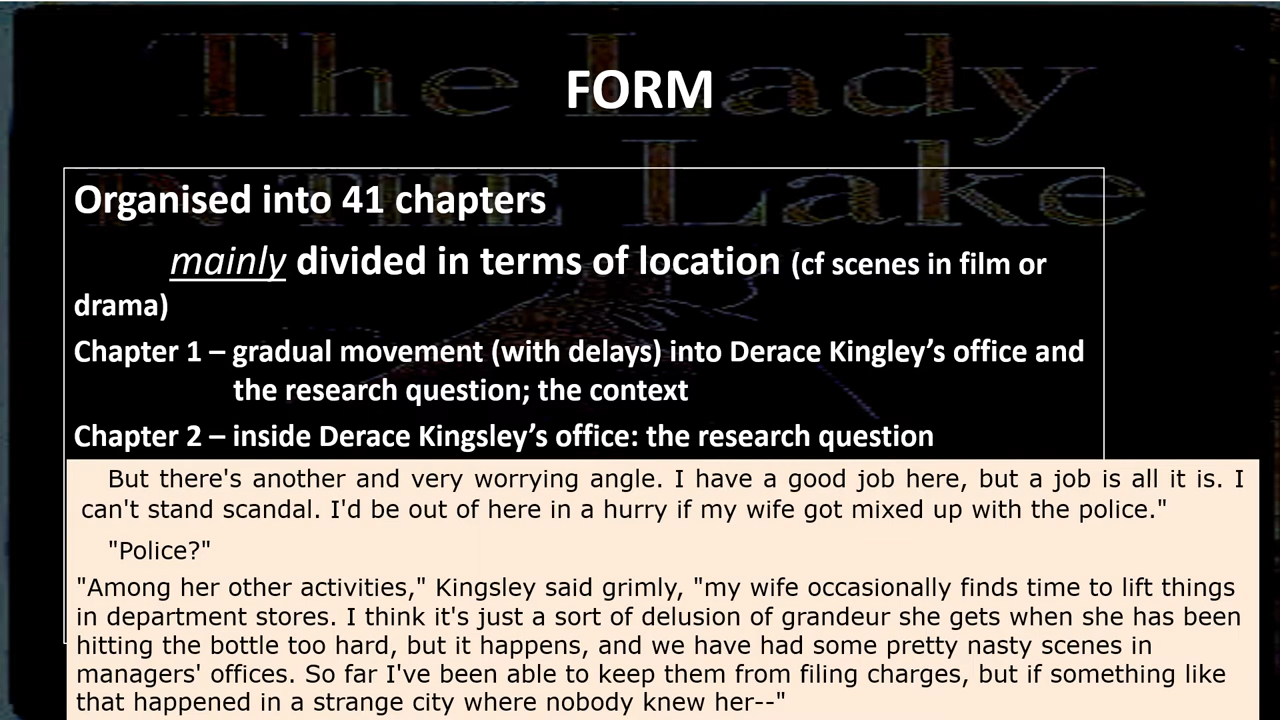 The Lady
IN THE Lake
FORM
Organised into 41 chapters
mainly divided in terms of location (cf scenes in film or
drama)
Chapter 1 – gradual movement (with delays) into Derace Kingley’s office and
the research question; the context
Chapter 2 – inside Derace Kingsley’s office: the research question
But there's another and very worrying angle. I have a good job here, but a job is all it is. I
can't stand scandal. I'd be out of here in a hurry if my wife got mixed up with the police."
"Police?"
"Among her other activities," Kingsley said grimly, "my wife occasionally finds time to lift things
in department stores. I think it's just a sort of delusion of grandeur she gets when she has been
hitting the bottle too hard, but it happens, and we have had some pretty nasty scenes in
managers' offices. So far I've been able to keep them from filing charges, but if something like
that happened in a strange city where nobody knew her--"